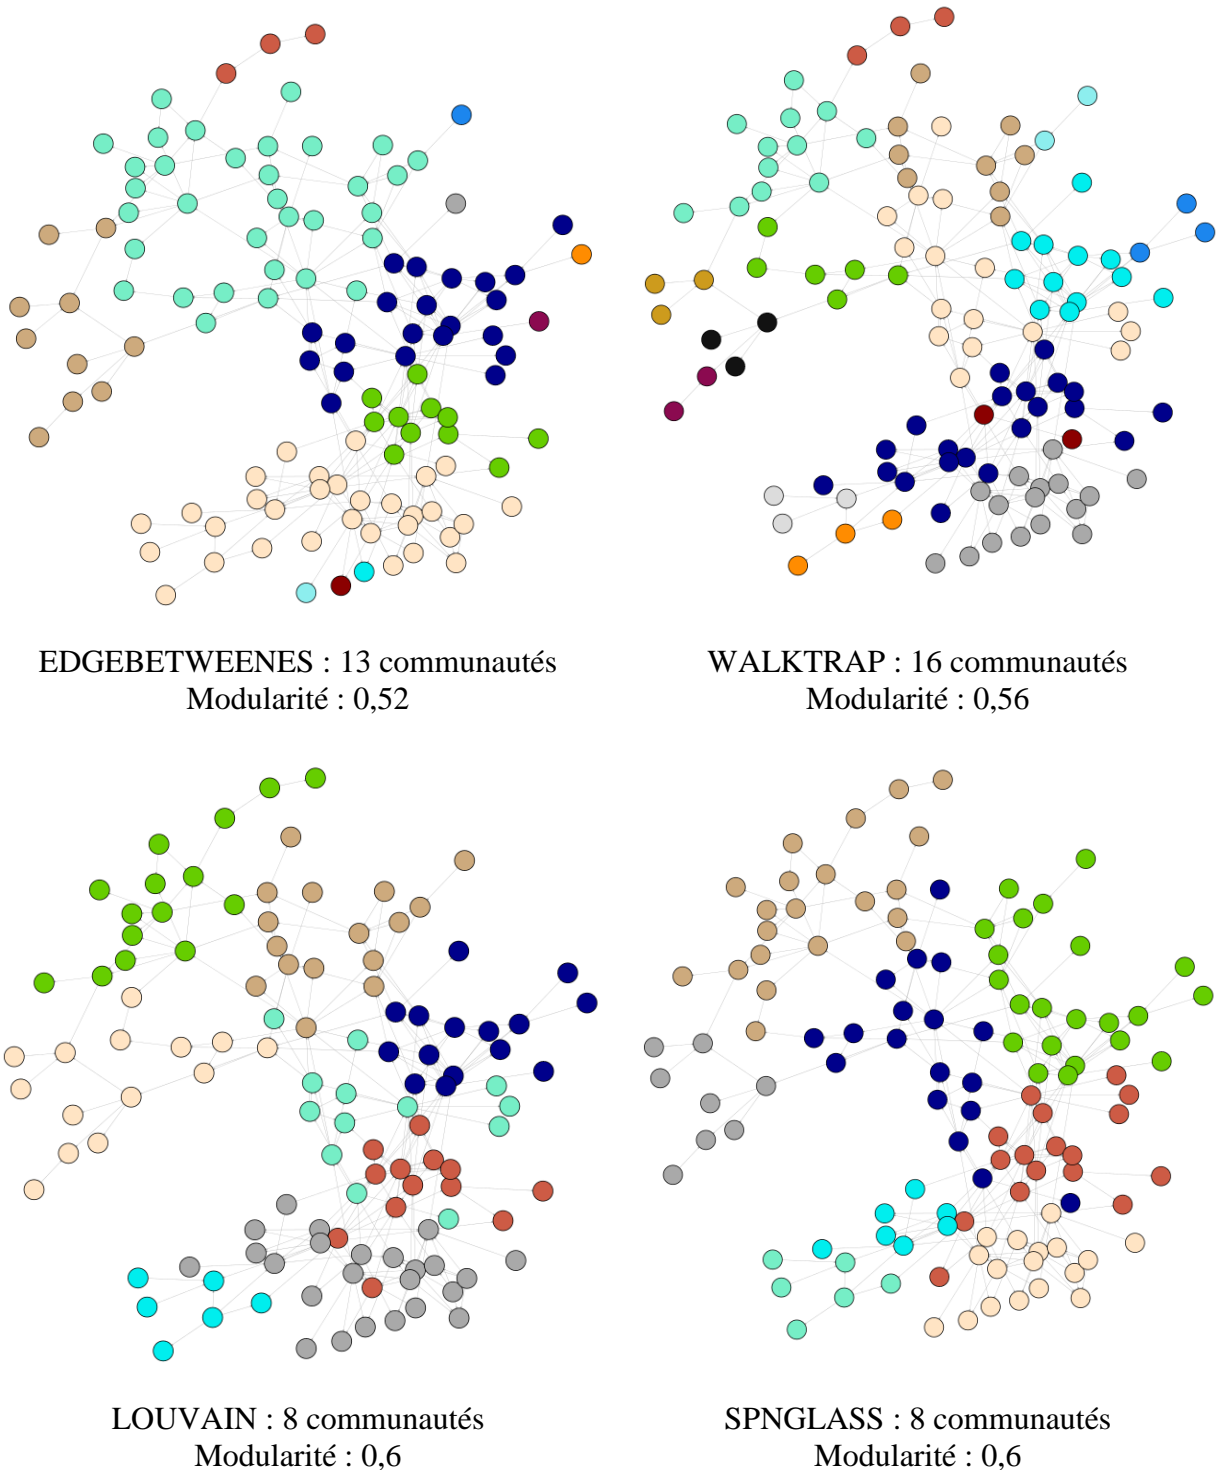 EDGEBETWEENES : 13 communautés
Modularité : 0,52
WALKTRAP : 16 communautés
Modularité : 0,56
LOUVAIN : 8 communautés
Modularité : 0,6
SPNGLASS : 8 communautés
Modularité : 0,6